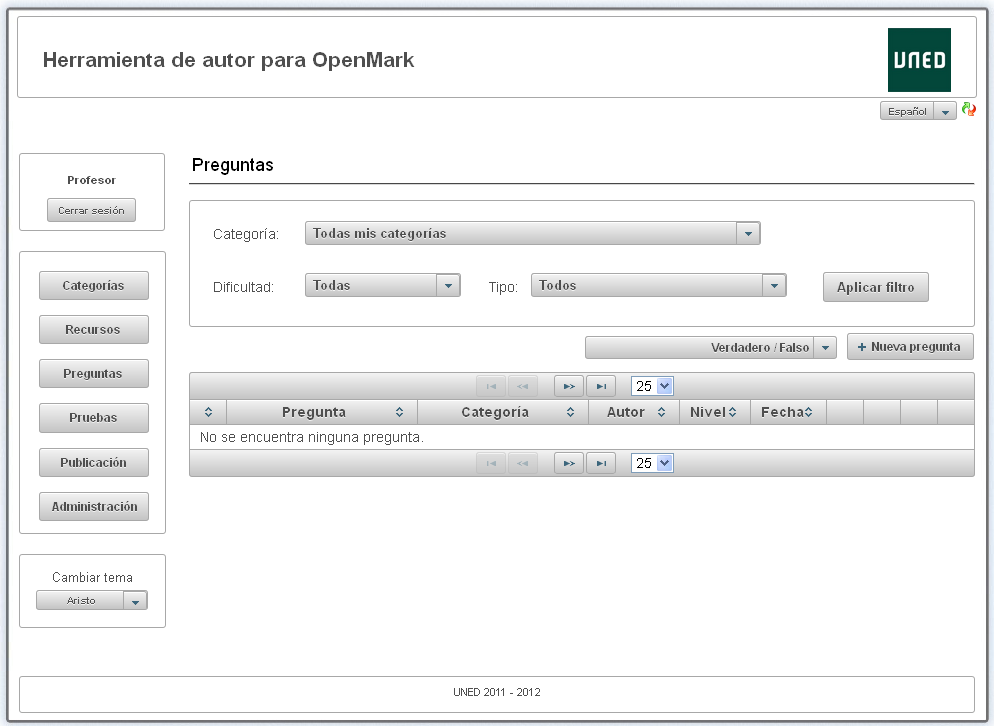 Herramienta de autor para OpenMark
UNED
Español
Profesor
Cerrar sesión
Categorías
Recursos
Preguntas
Pruebas
Publicación
Administración
Cambiar tema
Aristo
Preguntas
Categoría: Todas mis categorías
Dificultad: Todas Tipo: Todos Aplicar filtro
Verdadero / Falso + Nueva pregunta
25
Pregunta Categoría Autor Nivel Fecha
No se encuentra ninguna pregunta.
25
UNED 2011 - 2012